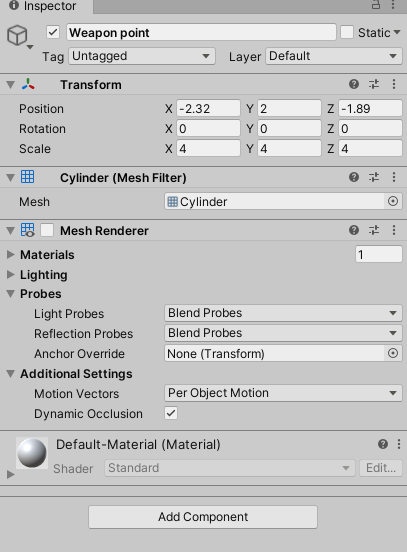 Inspector
Weapon point Static
Tag Untagged Layer Default
Transform
Position X -2.32 Y 2 Z -1.89
Rotation X 0 Y 0 Z 0
Scale X 4 Y 4 Z 4
Cylinder (Mesh Filter)
Mesh Cylinder
Mesh Renderer
Materials 1
Lighting
Probes
Light Probes Blend Probes
Reflection Probes Blend Probes
Anchor Override None (Transform)
Additional Settings
Motion Vectors Per Object Motion
Dynamic Occlusion
Default-Material (Material)
Shader Standard Edit...
Add Component